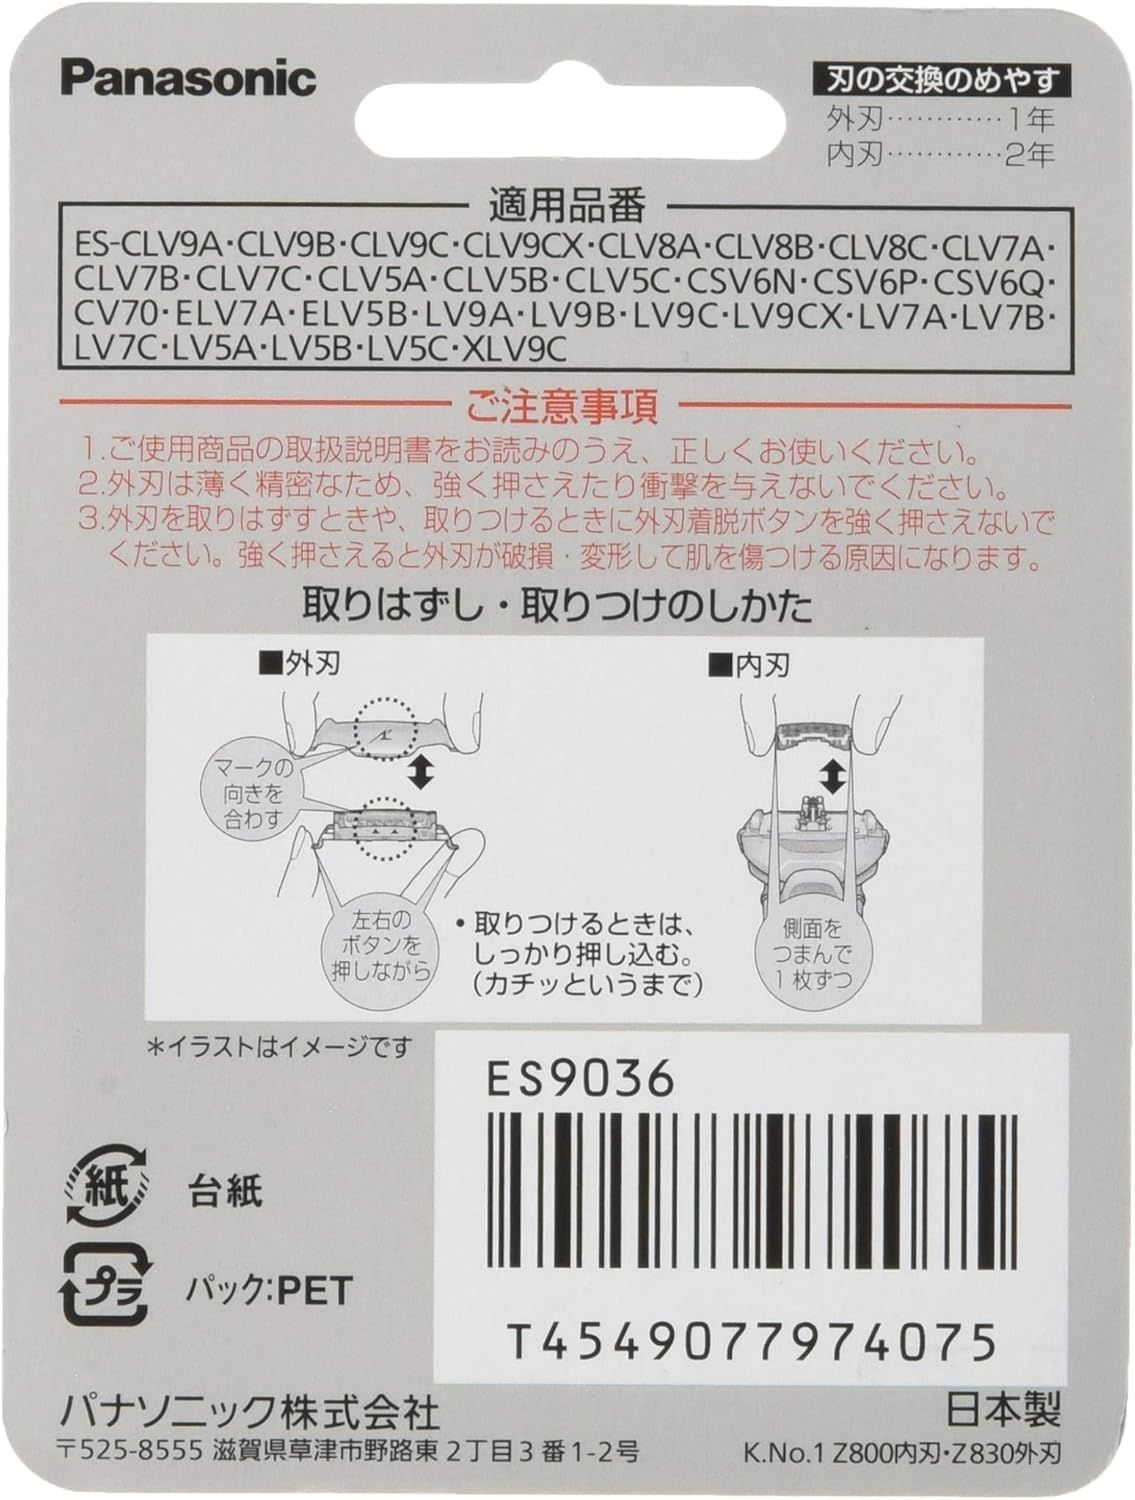 Panasonic
刃の交換のめやす
外刃…………1年
内刃…………2年
適用品番
ES-CLV9A・CLV9B・CLV9C・CLV9CX・CLV8A・CLV8B・CLV8C・CLV7A・
CLV7B・CLV7C・CLV5A・CLV5B・CLV5C・CSV6N・CSV6P・CSV6Q・
CV70・ELV7A・ELV5B・LV9A・LV9B・LV9C・LV9CX・LV7A・LV7B・
LV7C・LV5A・LV5B・LV5C・XLV9C
ご注意事項
1.ご使用商品の取扱説明書をお読みのうえ、正しくお使いください。
2.外刃は薄く精密なため、強く押さえたり衝撃を与えないでください。
3.外刃を取りはずすときや、取りつけるときに外刃着脱ボタンを強く押さえないで
ください。強く押さえると外刃が破損・変形して肌を傷つける原因になります。
取りはずし・取りつけのしかた
■外刃
■内刃
マークの
向きを
合わす
左右の
ボタンを
押しながら
・取りつけるときは、
しっかり押し込む。
(カチッというまで)
側面を
つまんで
1枚ずつ
*イラストはイメージです
ES9036
T4549077974075
紙
台紙
プラ
パック:PET
パナソニック株式会社
〒525-8555 滋賀県草津市野路東2丁目3番1-2号
日本製
K.No.1 Z800内刃・Z830外刃